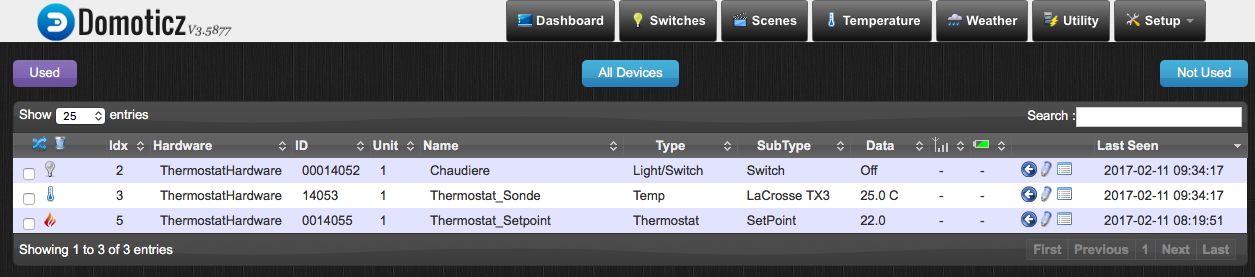 Domoticz V3.5877
Dashboard Switches Scenes Temperature Weather Utility Setup
Used All Devices Not Used
Show 25 entries Search :
Idx Hardware ID Unit Name Type SubType Data Last Seen
2 ThermostatHardware 00014052 1 Chaudiere Light/Switch Switch Off - - 2017-02-11 09:34:17
3 ThermostatHardware 14053 1 Thermostat_Sonde Temp LaCrosse TX3 25.0 C - - 2017-02-11 09:34:17
5 ThermostatHardware 0014055 1 Thermostat_Setpoint Thermostat SetPoint 22.0 - - 2017-02-11 08:19:51
Showing 1 to 3 of 3 entries First Previous 1 Next Last